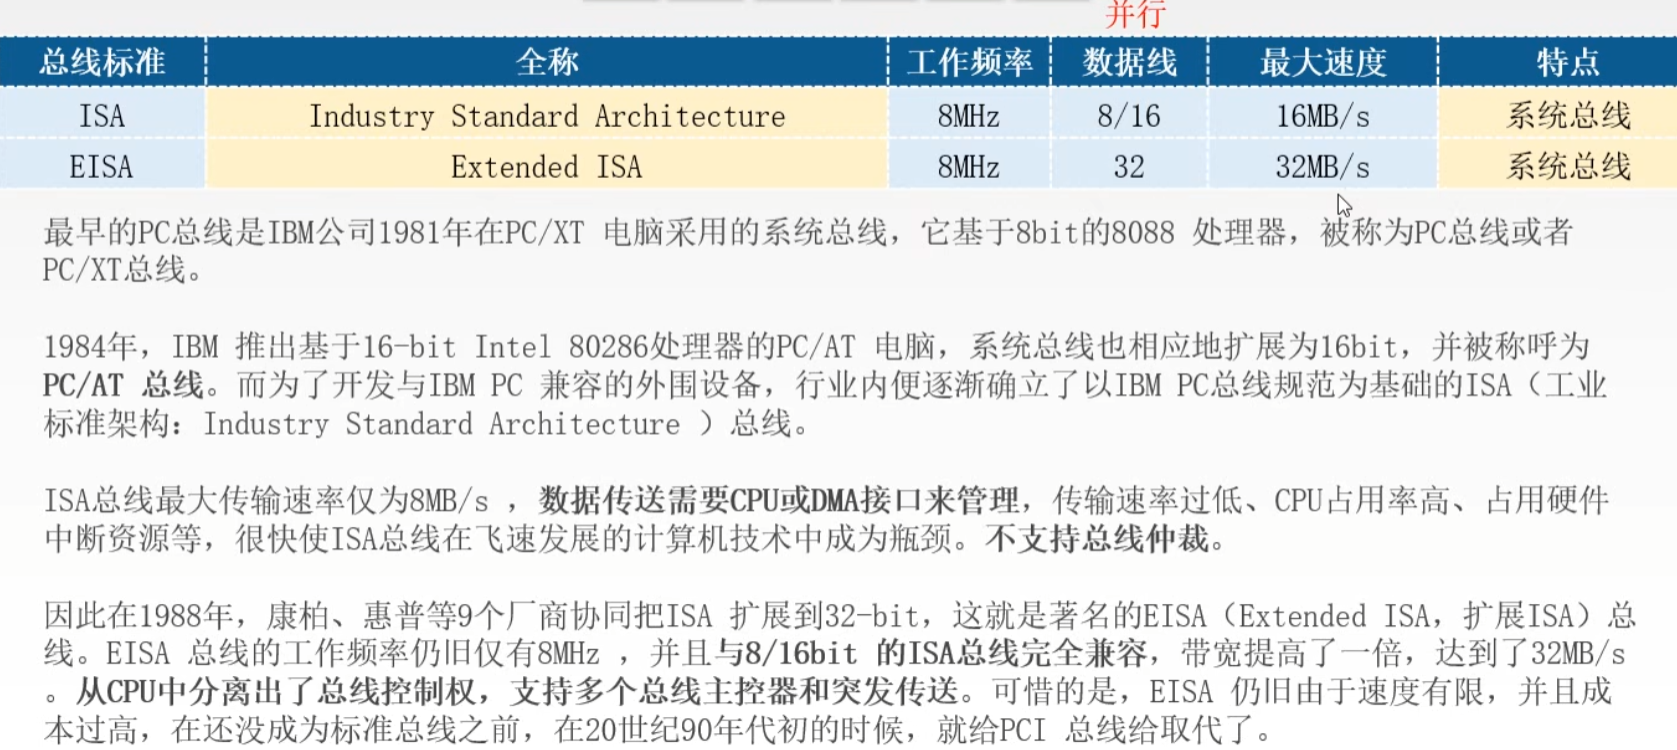 并行
总线标准 全称 工作频率 数据线 最大速度 特点
ISA Industry Standard Architecture 8MHz 8/16 16MB/s 系统总线
EISA Extended ISA 8MHz 32 32MB/s 系统总线
最早的PC总线是IBM公司1981年在PC/XT 电脑采用的系统总线，它基于8bit的8088 处理器，被称为PC总线或者
PC/XT总线。
1984年，IBM 推出基于16-bit Intel 80286处理器的PC/AT 电脑，系统总线也相应地扩展为16bit，并被称呼为
PC/AT 总线。而为了开发与IBM PC 兼容的外围设备，行业内便逐渐确立了以IBM PC总线规范为基础的ISA（工业
标准架构：Industry Standard Architecture ）总线。
ISA总线最大传输速率仅为8MB/s ，数据传送需要CPU或DMA接口来管理，传输速率过低、CPU占用率高、占用硬件
中断资源等，很快使ISA总线在飞速发展的计算机技术中成为瓶颈。不支持总线仲裁。
因此在1988年，康柏、惠普等9个厂商协同把ISA 扩展到32-bit，这就是著名的EISA（Extended ISA，扩展ISA）总
线。EISA 总线的工作频率仍旧仅有8MHz ，并且与8/16bit 的ISA总线完全兼容，带宽提高了一倍，达到了32MB/s
。从CPU中分离出了总线控制权，支持多个总线主控器和突发传送。可惜的是，EISA 仍旧由于速度有限，并且成
本过高，在还没成为标准总线之前，在20世纪90年代初的时候，就给PCI 总线给取代了。